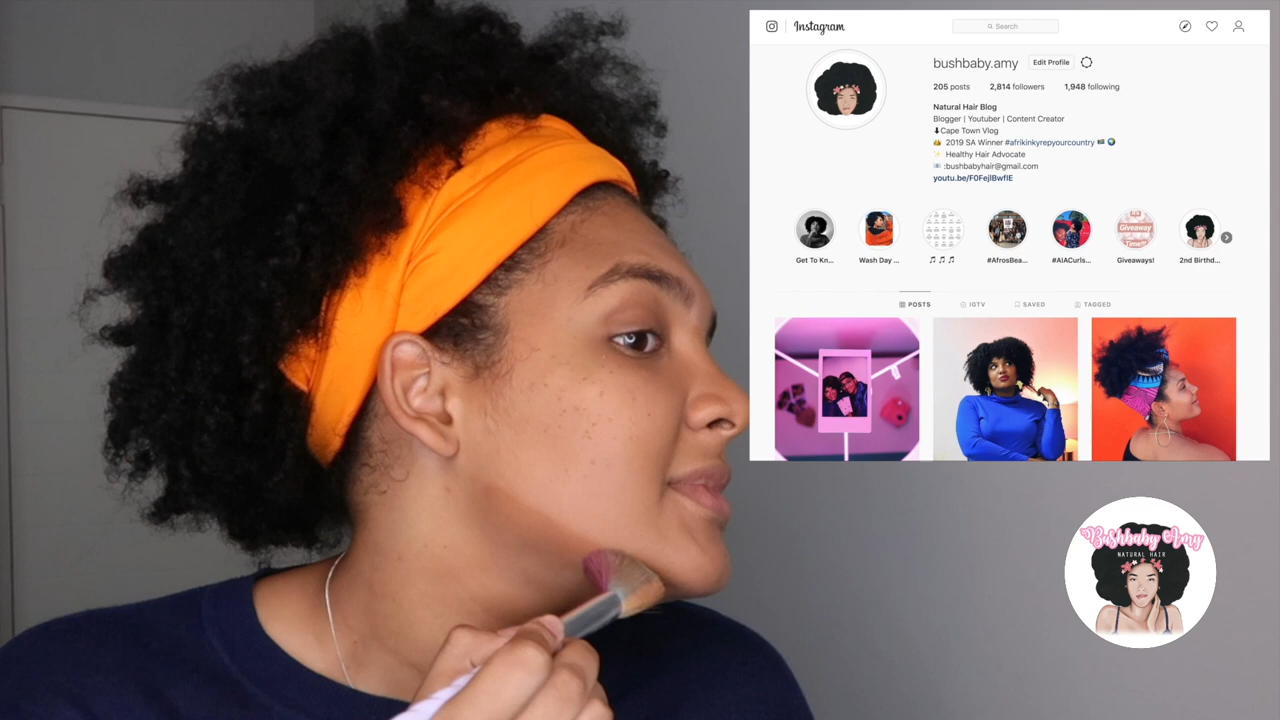 Instagram
Search
bushbaby.amy Edit Profile
205 posts 2,814 followers 1,948 following
Natural Hair Blog
Blogger | Youtuber | Content Creator
⬇Cape Town Vlog
2019 SA Winner #afrikinkyrepyourcountry
Healthy Hair Advocate
:bushbabyhair@gmail.com
youtu.be/F0FejlBwfIE
Get To Kn... Wash Day ... 🎵 🎵 🎵 #AfrosBea... #AIACurls... Giveaways! 2nd Birthd...
Giveaway
Time!!
POSTS IGTV SAVED TAGGED
Bushbaby Amy
NATURAL HAIR